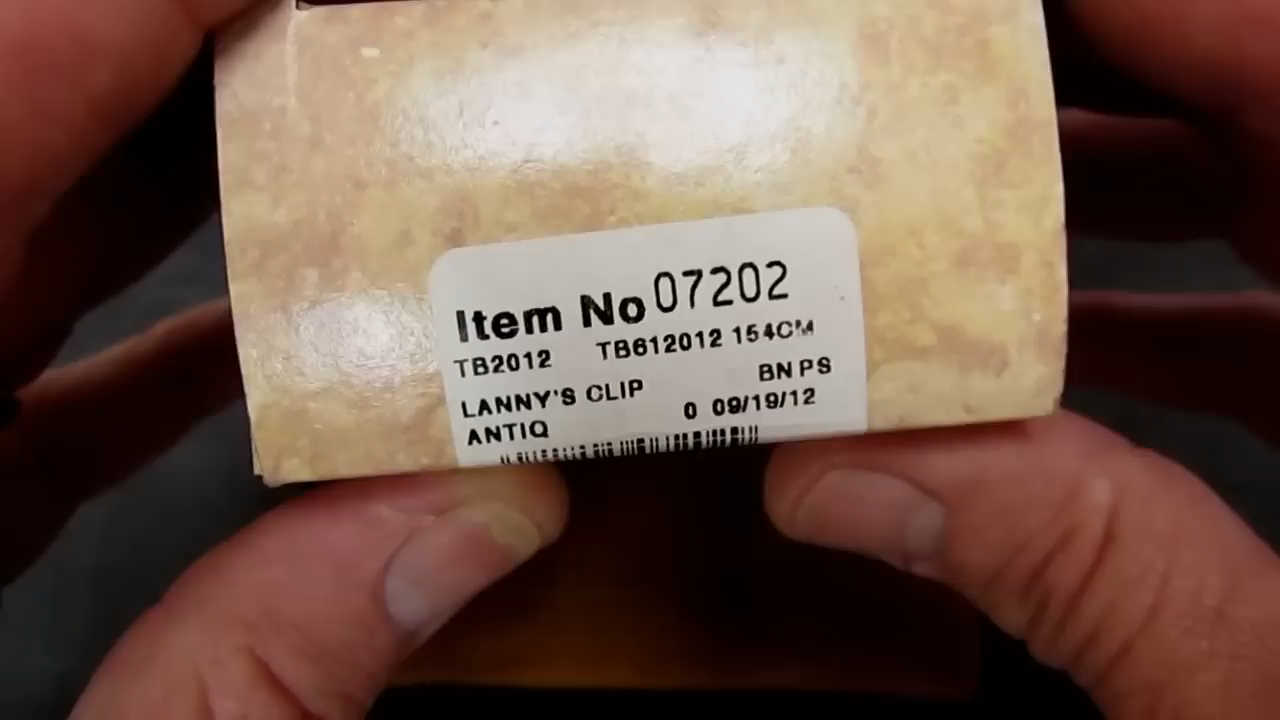 Item No 07202
TB2012 TB612012 154CM
LANNY'S CLIP BN PS
ANTIQ 0 09/19/12